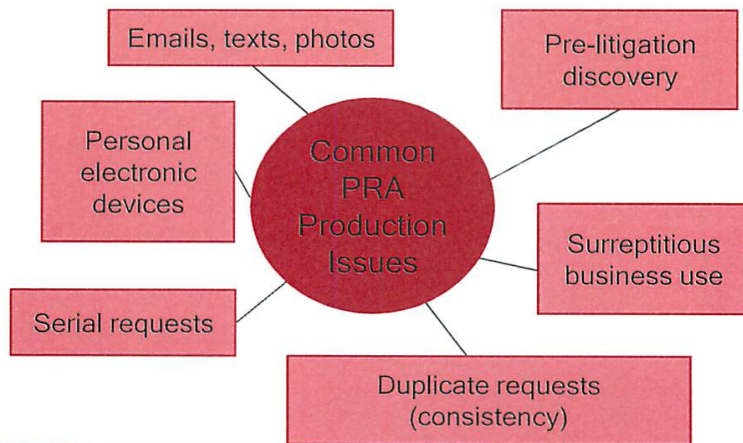 Emails, texts, photos
Pre-litigation
discovery
Personal
electronic
devices
Common
PRA
Production
Issues
Surreptitious
business use
Serial requests
Duplicate requests
(consistency)